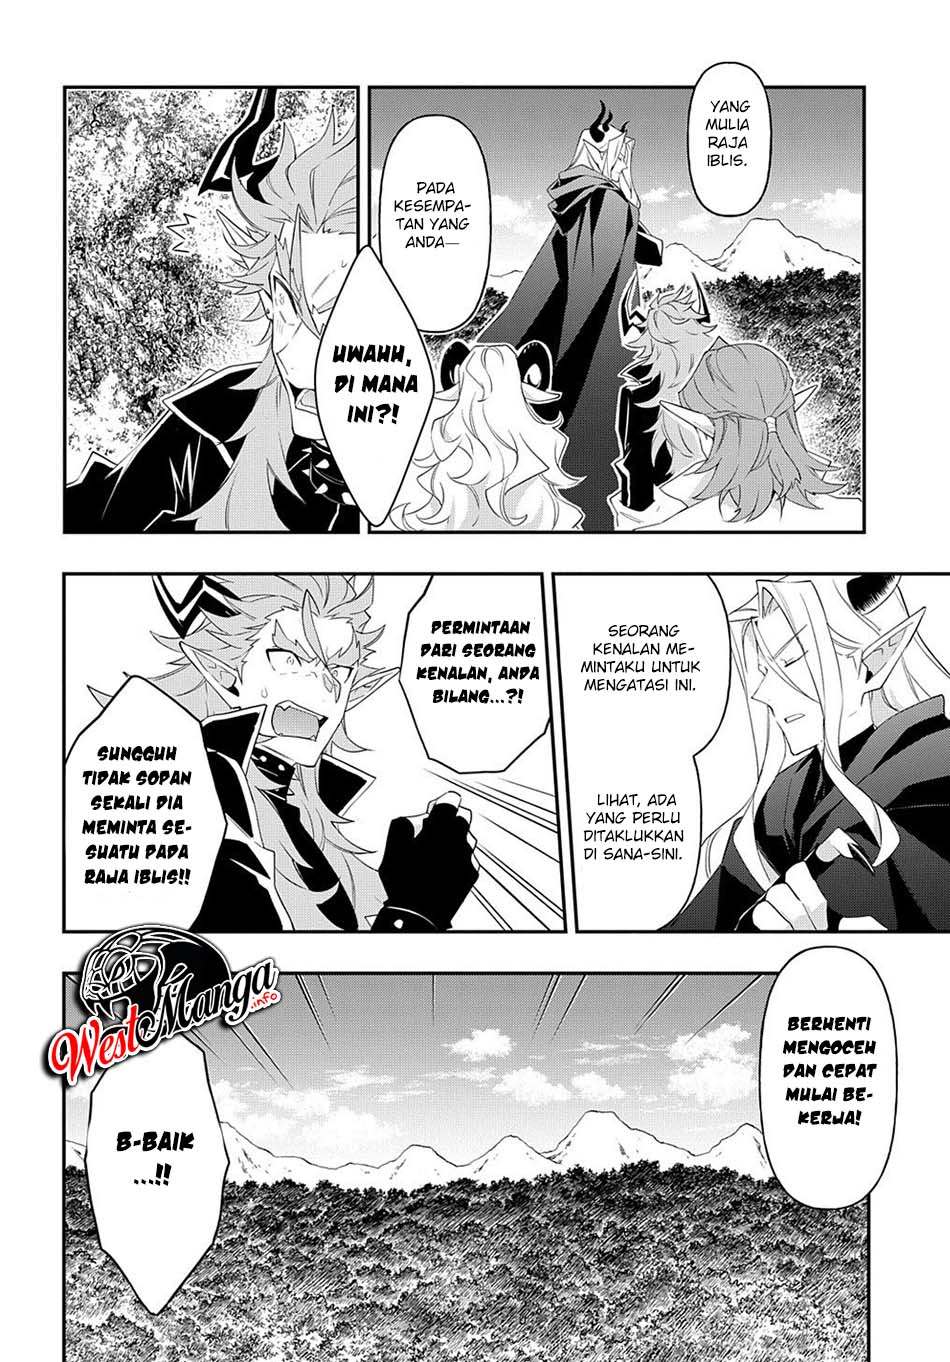 YANG
MULIA
RAJA
IBLIS.
PADA
KESEMPA-
TAN YANG
ANDA—
UWAHH,
DI MANA
INI?!
SEORANG
KENALAN ME-
MINTAKU UNTUK
MENGATASI INI.
LIHAT, ADA
YANG PERLU
DITAKLUKKAN
DI SANA-SINI.
PERMINTAAN
DARI SEORANG
KENALAN, ANDA
BILANG...?!
SUNGGUH
TIDAK SOPAN
SEKALI DIA
MEMINTA SE-
SUATU PADA
RAJA IBLIS!!
BERHENTI
MENGOCEH
DAN CEPAT
MULAI BE-
KERJA!
B-BAIK
...!!
WestManga
.info